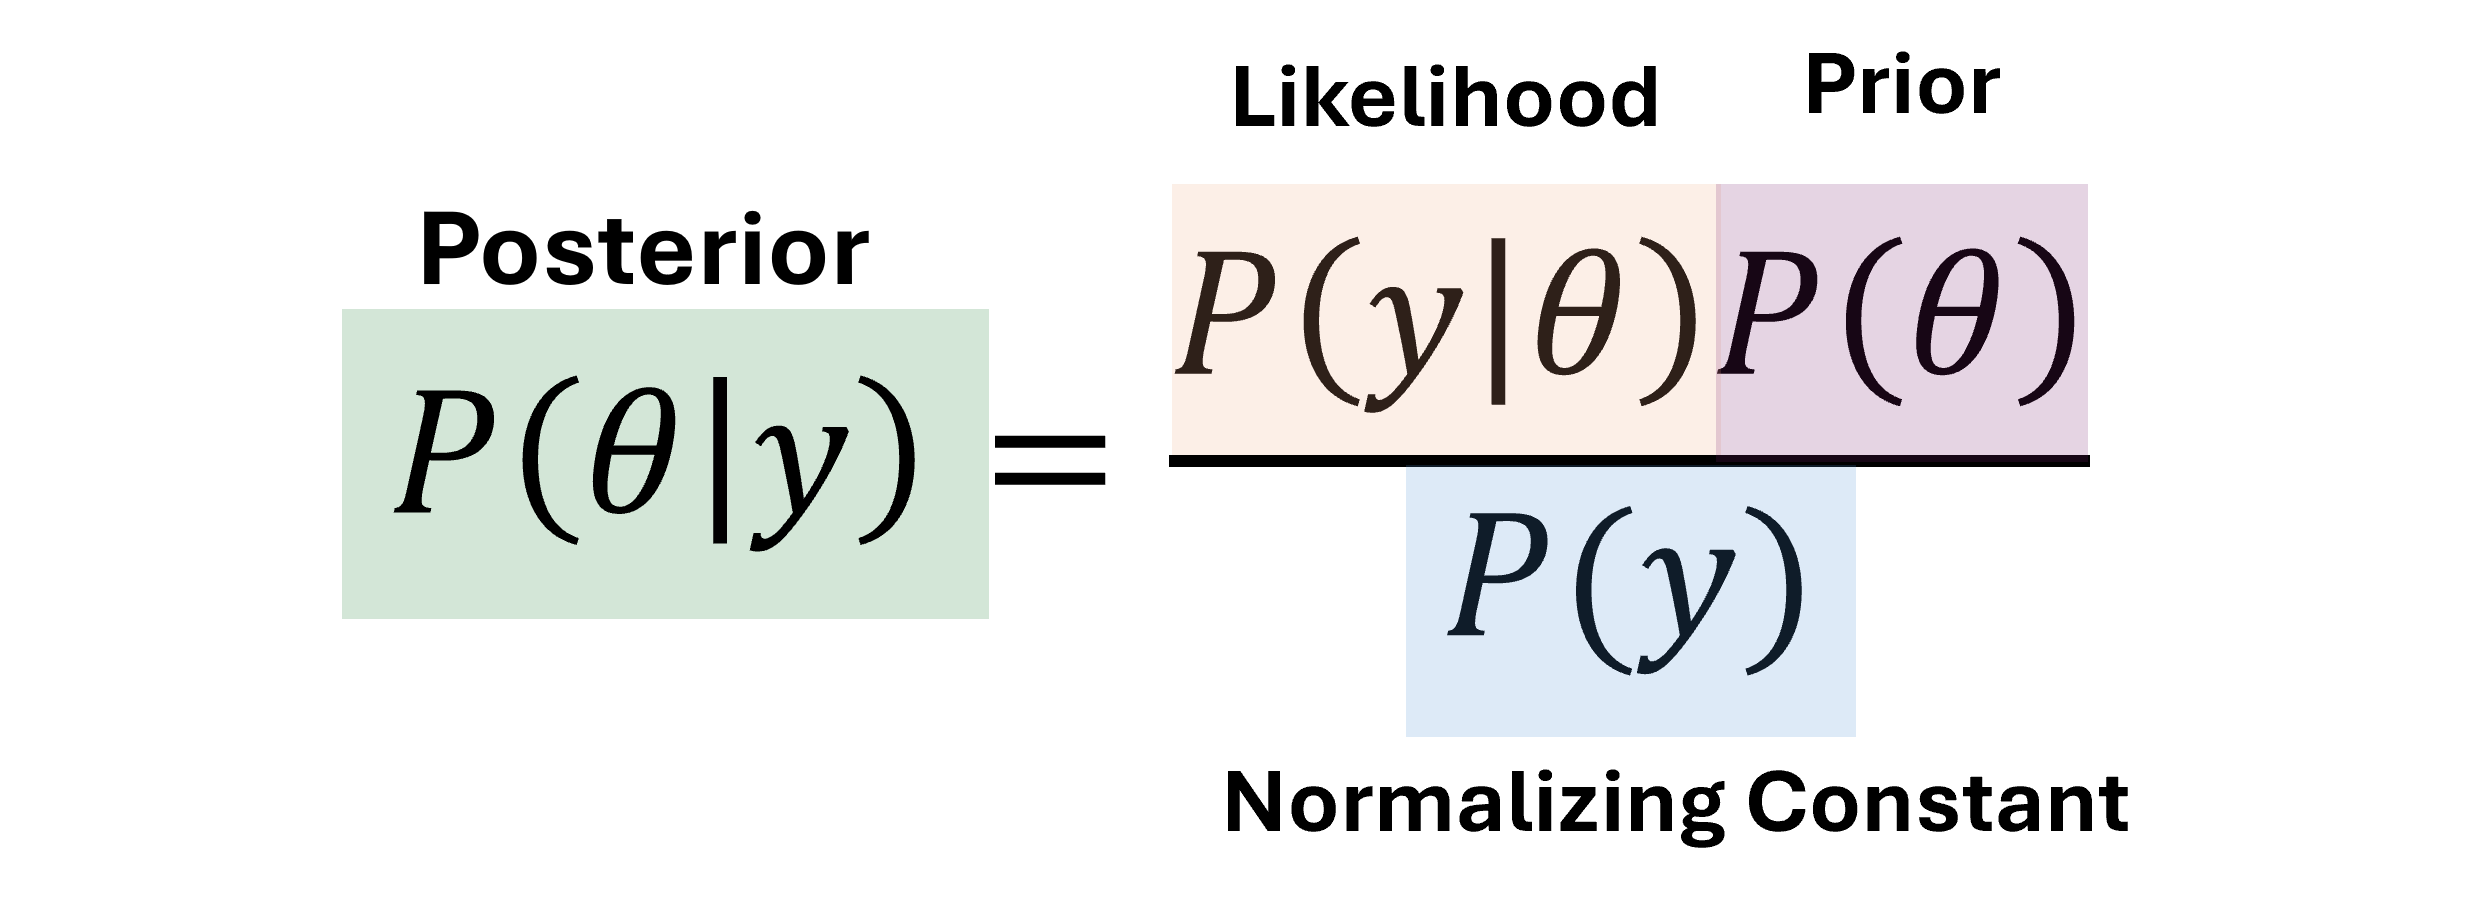 Likelihood Prior
Posterior
P(θ|y) = P(y|θ)P(θ)
P(y)
Normalizing Constant